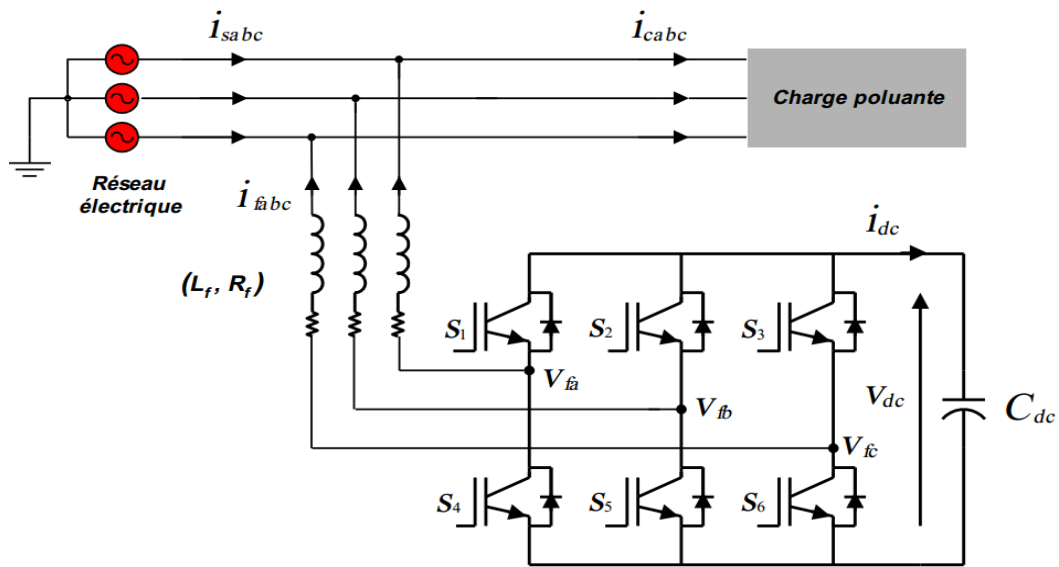 isabc
icabc
Charge poluante
Réseau
électrique
ifabc
(Lf, Rf)
idc
S1
S2
S3
Vfa
Vfb
Vfc
Vdc
Cdc
S4
S5
S6